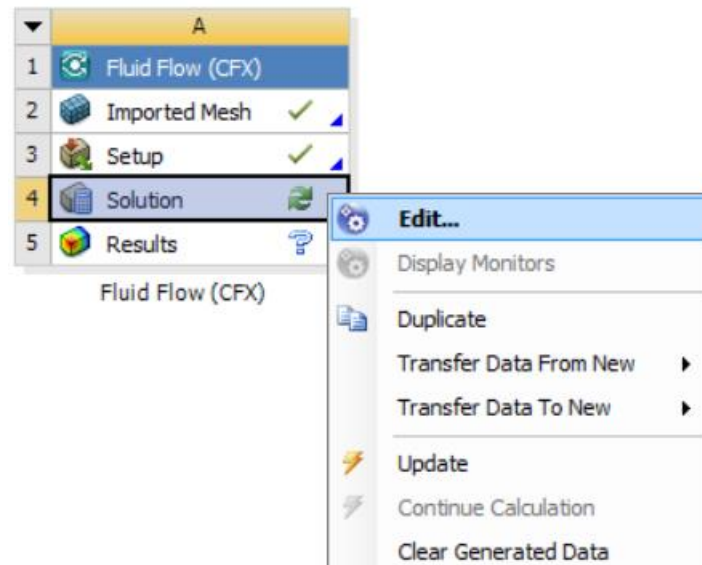 A
1 Fluid Flow (CFX)
2 Imported Mesh
3 Setup
4 Solution
5 Results
Fluid Flow (CFX)
Edit...
Display Monitors
Duplicate
Transfer Data From New
Transfer Data To New
Update
Continue Calculation
Clear Generated Data